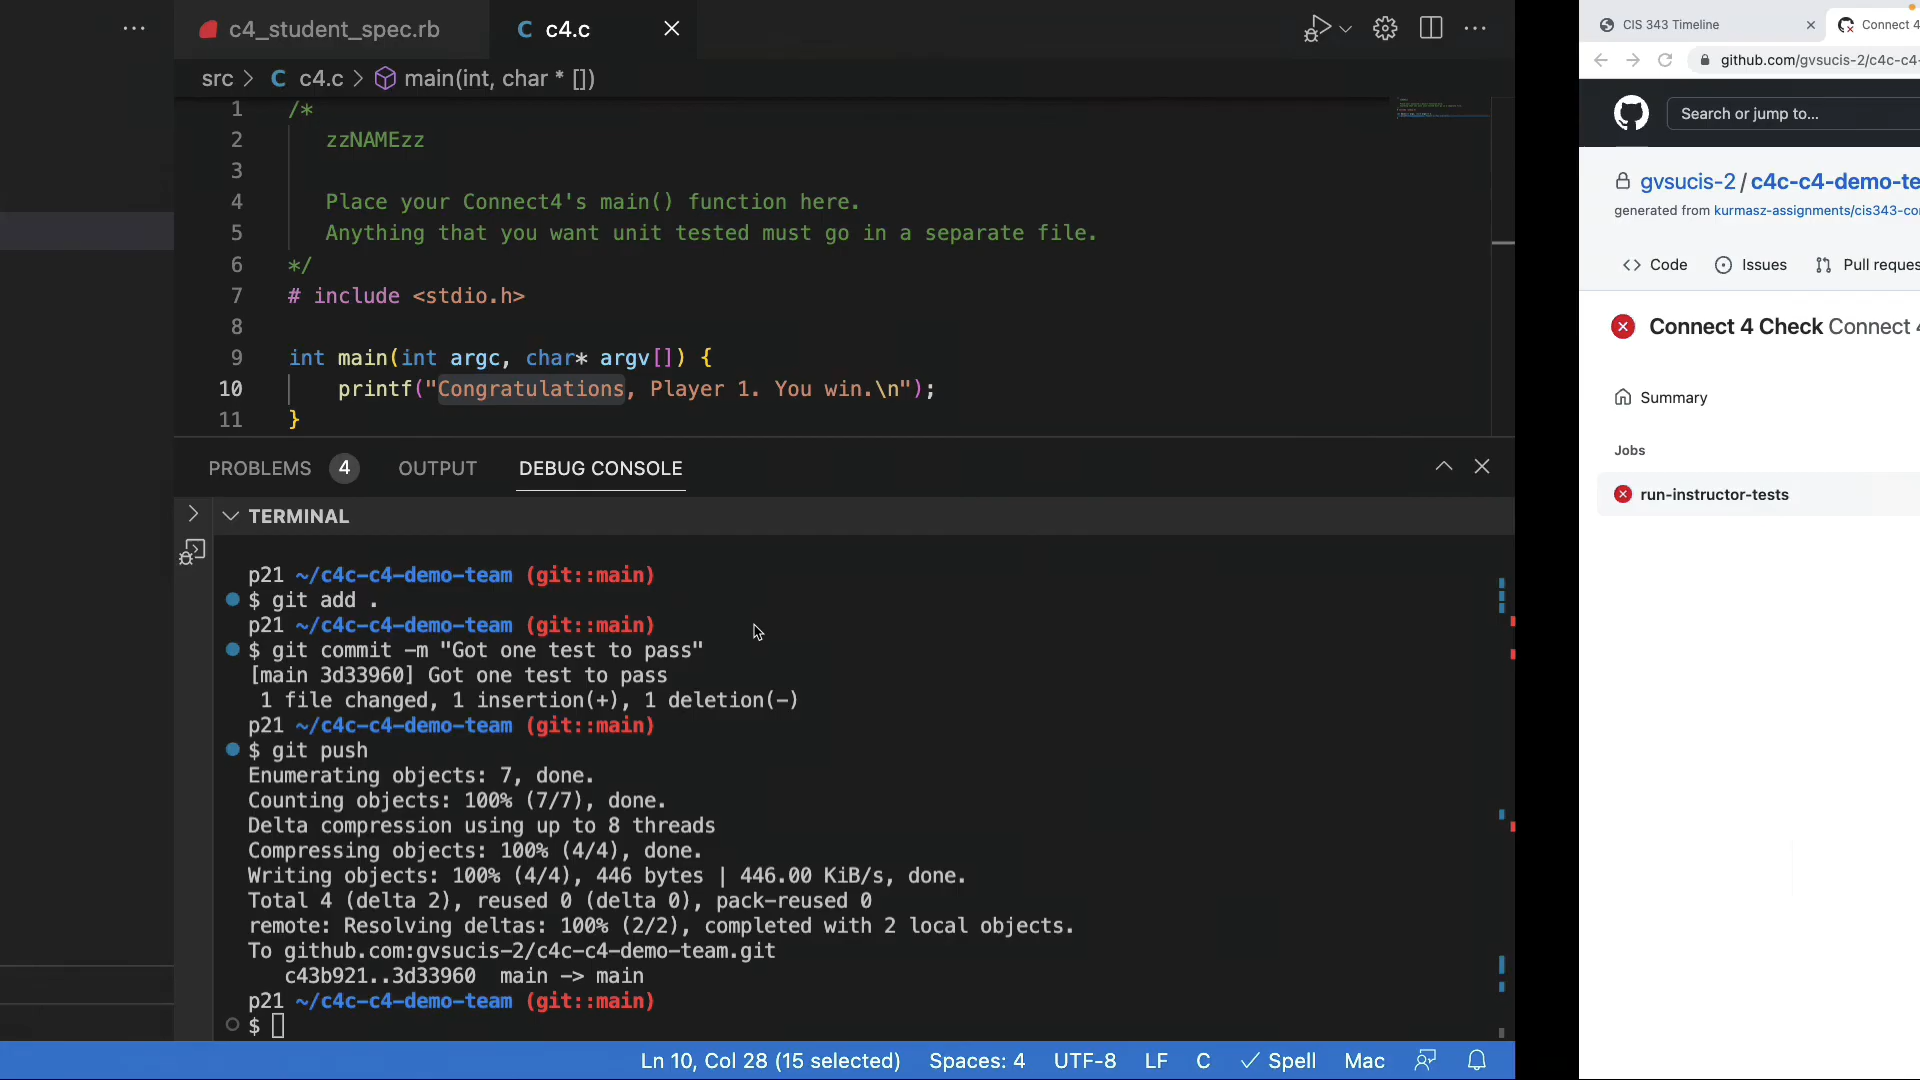 c4_student_spec.rb
C c4.c
src > C c4.c > main(int, char * [])
1 /*
2 zzNAMEzz
3
4 Place your Connect4's main() function here.
5 Anything that you want unit tested must go in a separate file.
6 */
7 # include <stdio.h>
8
9 int main(int argc, char* argv[]) {
10 printf("Congratulations, Player 1. You win.\n");
11 }
PROBLEMS 4 OUTPUT DEBUG CONSOLE
TERMINAL
p21 ~/c4c-c4-demo-team (git::main)
$ git add .
p21 ~/c4c-c4-demo-team (git::main)
$ git commit -m "Got one test to pass"
[main 3d33960] Got one test to pass
1 file changed, 1 insertion(+), 1 deletion(-)
p21 ~/c4c-c4-demo-team (git::main)
$ git push
Enumerating objects: 7, done.
Counting objects: 100% (7/7), done.
Delta compression using up to 8 threads
Compressing objects: 100% (4/4), done.
Writing objects: 100% (4/4), 446 bytes | 446.00 KiB/s, done.
Total 4 (delta 2), reused 0 (delta 0), pack-reused 0
remote: Resolving deltas: 100% (2/2), completed with 2 local objects.
To github.com:gvsucis-2/c4c-c4-demo-team.git
c43b921..3d33960 main -> main
p21 ~/c4c-c4-demo-team (git::main)
$
Ln 10, Col 28 (15 selected) Spaces: 4 UTF-8 LF C Spell Mac
CIS 343 Timeline
Connect 4
github.com/gvsucis-2/c4c-c4-
Search or jump to...
gvsucis-2 / c4c-c4-demo-te
generated from kurmasz-assignments/cis343-co
Code Issues Pull reques
Connect 4 Check Connect 4
Summary
Jobs
run-instructor-tests